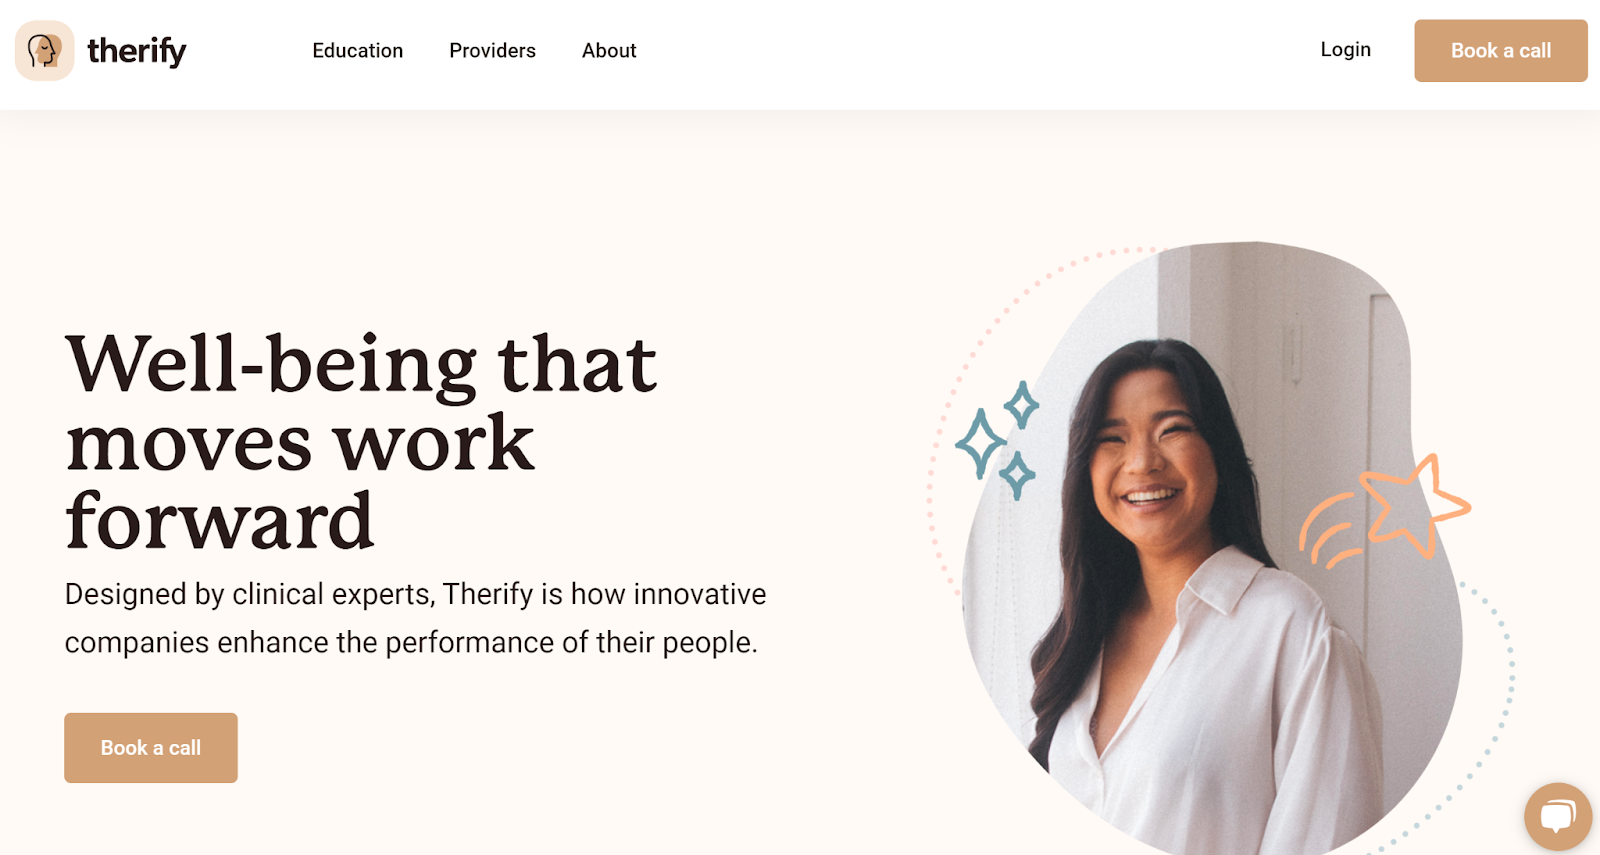 therify
Education
Providers
About
Login
Book a call
Well-being that
moves work
forward
Designed by clinical experts, Therify is how innovative
companies enhance the performance of their people.
Book a call